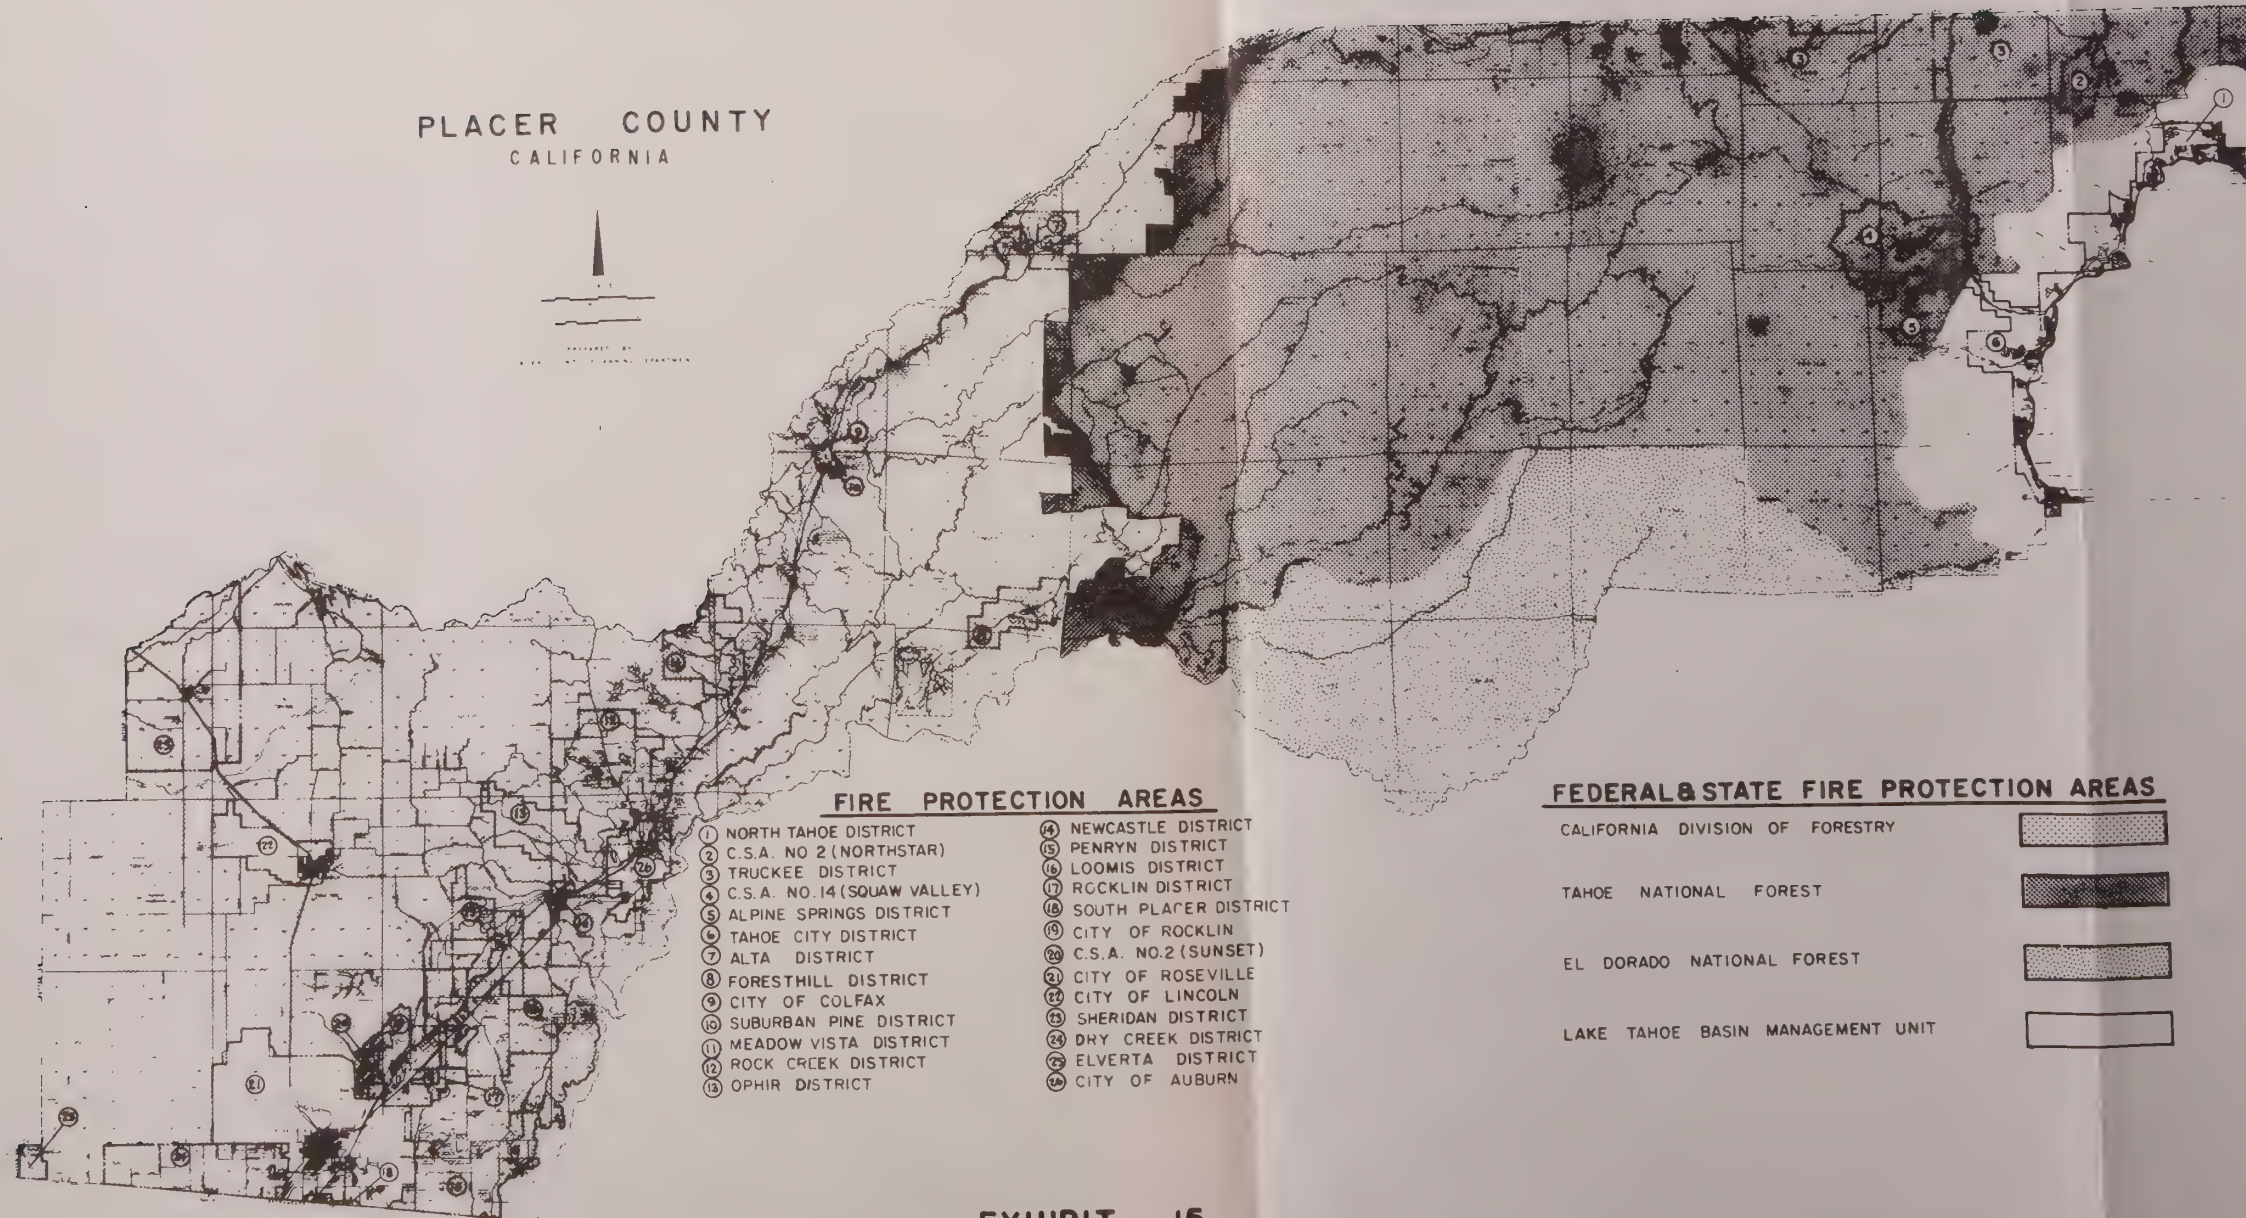 PLACER COUNTY
CALIFORNIA
PREPARED BY
FIRE PROTECTION AREAS
1 NORTH TAHOE DISTRICT
2 C.S.A. NO 2 (NORTHSTAR)
3 TRUCKEE DISTRICT
4 C.S.A. NO. 14 (SQUAW VALLEY)
5 ALPINE SPRINGS DISTRICT
6 TAHOE CITY DISTRICT
7 ALTA DISTRICT
8 FORESTHILL DISTRICT
9 CITY OF COLFAX
10 SUBURBAN PINE DISTRICT
11 MEADOW VISTA DISTRICT
12 ROCK CREEK DISTRICT
13 OPHIR DISTRICT
14 NEWCASTLE DISTRICT
15 PENRYN DISTRICT
16 LOOMIS DISTRICT
17 ROCKLIN DISTRICT
18 SOUTH PLACER DISTRICT
19 CITY OF ROCKLIN
20 C.S.A. NO.2 (SUNSET)
21 CITY OF ROSEVILLE
22 CITY OF LINCOLN
23 SHERIDAN DISTRICT
24 DRY CREEK DISTRICT
25 ELVERTA DISTRICT
26 CITY OF AUBURN
FEDERAL & STATE FIRE PROTECTION AREAS
CALIFORNIA DIVISION OF FORESTRY
TAHOE NATIONAL FOREST
EL DORADO NATIONAL FOREST
LAKE TAHOE BASIN MANAGEMENT UNIT
EXHIBIT 15